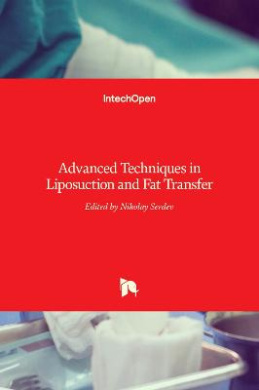 IntechOpen
Advanced Techniques in
Liposuction and Fat Transfer
Edited by Nikolay Serdev